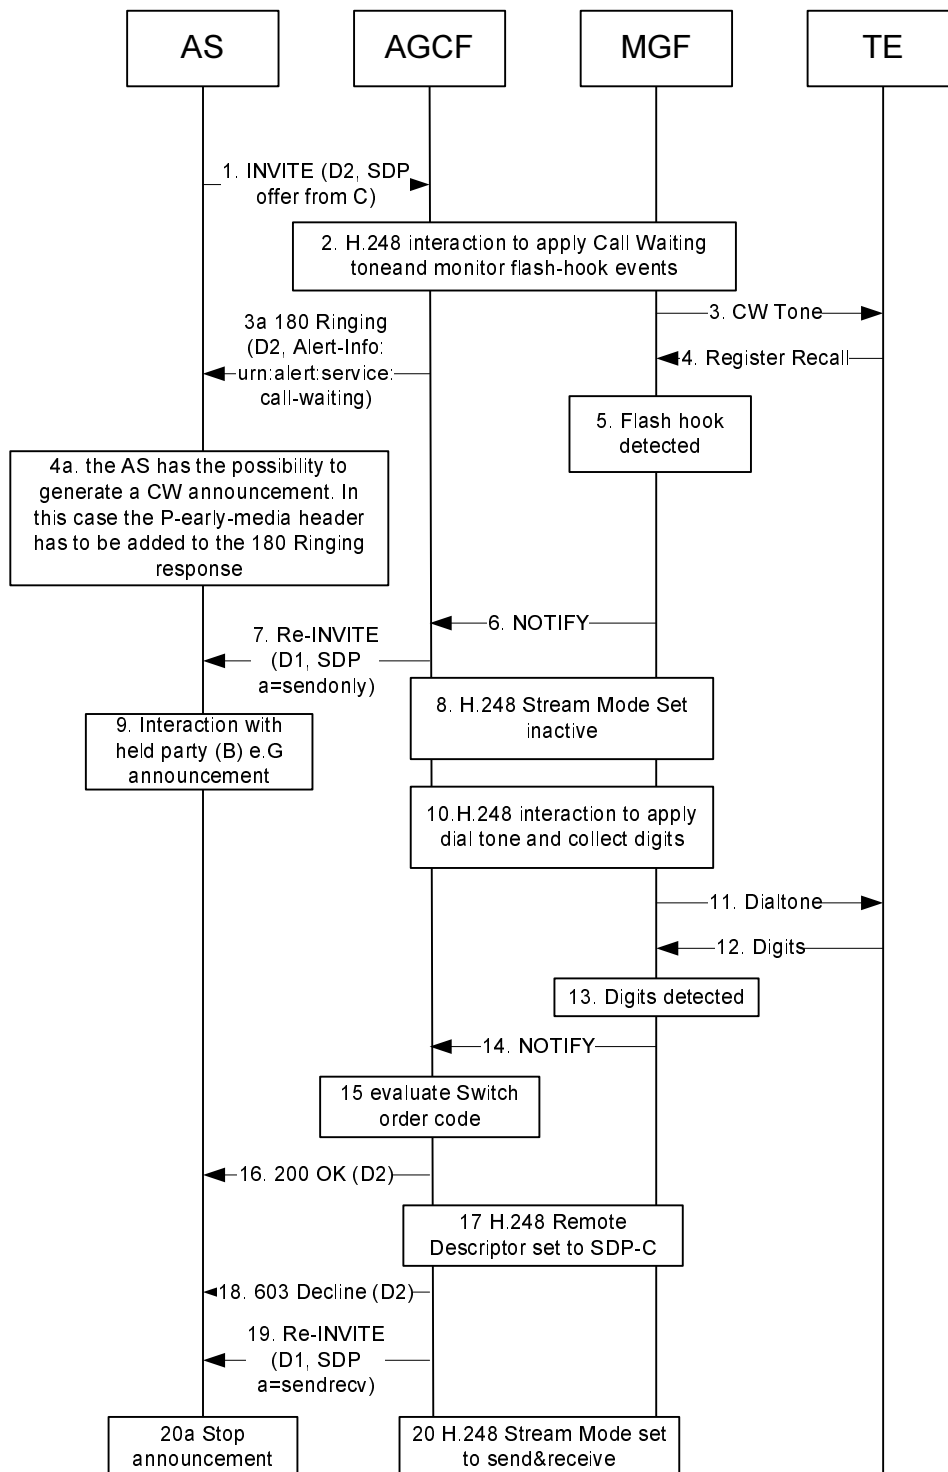 AS
AGCF
MGF
TE
1. INVITE (D2, SDP
offer from C)
2. H.248 interaction to apply Call Waiting
toneand monitor flash-hook events
3. CW Tone
3a 180 Ringing
(D2, Alert-Info:
urn:alert:service:
call-waiting)
4. Register Recall
5. Flash hook
detected
4a. the AS has the possibility to
generate a CW announcement. In
this case the P-early-media header
has to be added to the 180 Ringing
response
6. NOTIFY
7. Re-INVITE
(D1, SDP
a=sendonly)
8. H.248 Stream Mode Set
inactive
9. Interaction with
held party (B) e.G
announcement
10.H.248 interaction to apply
dial tone and collect digits
11. Dialtone
12. Digits
13. Digits detected
14. NOTIFY
15 evaluate Switch
order code
16. 200 OK (D2)
17 H.248 Remote
Descriptor set to SDP-C
18. 603 Decline (D2)
19. Re-INVITE
(D1, SDP
a=sendrecv)
20a Stop
announcement
20 H.248 Stream Mode set
to send&receive